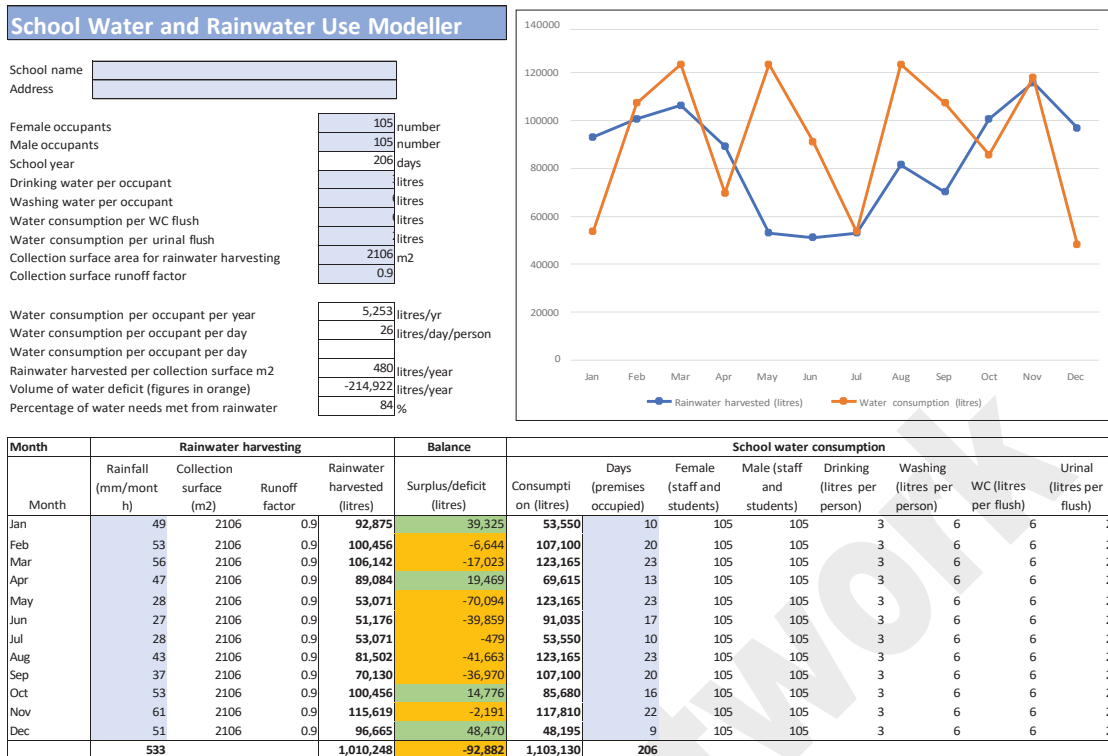 School Water and Rainwater Use Modeller
School name
Address
Female occupants 105 number
Male occupants 105 number
School year 206 days
Drinking water per occupant litres
Washing water per occupant litres
Water consumption per WC flush litres
Water consumption per urinal flush litres
Collection surface area for rainwater harvesting 2106 m2
Collection surface runoff factor 0.9
Water consumption per occupant per year 5,253 litres/yr
Water consumption per occupant per day 26 litres/day/person
Water consumption per occupant per day
Rainwater harvested per collection surface m2 480 litres/year
Volume of water deficit (figures in orange) -214,922 litres/year
Percentage of water needs met from rainwater 84 %
140000
120000
100000
80000
60000
40000
20000
0
Jan Feb Mar Apr May Jun Jul Aug Sep Oct Nov Dec
Rainwater harvested (litres) Water consumption (litres)
Month Rainwater harvesting Balance School water consumption
Rainfall Collection Rainwater Days Female Male (staff Drinking Washing Urinal
(mm/mont surface Runoff harvested Surplus/deficit Consumpti (premises (staff and and (litres per (litres per WC (litres (litres per
Month h) (m2) factor (litres) (litres) on (litres) occupied) students) students) person) person) per flush) flush)
Jan 49 2106 0.9 92,875 39,325 53,550 10 105 105 3 6 6
Feb 53 2106 0.9 100,456 -6,644 107,100 20 105 105 3 6 6
Mar 56 2106 0.9 106,142 -17,023 123,165 23 105 105 3 6 6
Apr 47 2106 0.9 89,084 19,469 69,615 13 105 105 3 6 6
May 28 2106 0.9 53,071 -70,094 123,165 23 105 105 3 6 6
Jun 27 2106 0.9 51,176 -39,859 91,035 17 105 105 3 6 6
Jul 28 2106 0.9 53,071 -479 53,550 10 105 105 3 6 6
Aug 43 2106 0.9 81,502 -41,663 123,165 23 105 105 3 6 6
Sep 37 2106 0.9 70,130 -36,970 107,100 20 105 105 3 6 6
Oct 53 2106 0.9 100,456 14,776 85,680 16 105 105 3 6 6
Nov 61 2106 0.9 115,619 -2,191 117,810 22 105 105 3 6 6
Dec 51 2106 0.9 96,665 48,470 48,195 9 105 105 3 6 6
533 1,010,248 -92,882 1,103,130 206